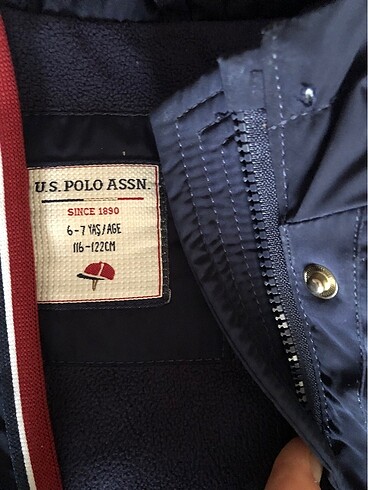 U.S. POLO ASSN.
SINCE 1890
6-7 YAŞ/AGE
116-122CM